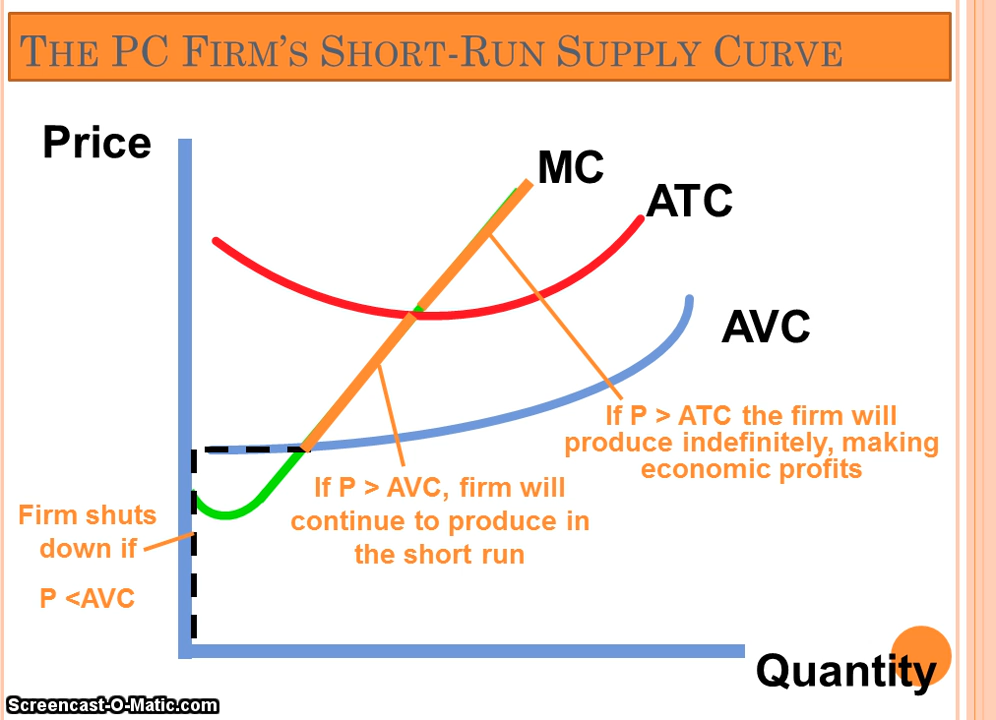 THE PC FIRM'S SHORT-RUN SUPPLY CURVE
Price
MC
ATC
AVC
If P > ATC the firm will
produce indefinitely, making
economic profits
If P > AVC, firm will
continue to produce in
the short run
Firm shuts
down if
P <AVC
Quantity
Screencast-O-Matic.com